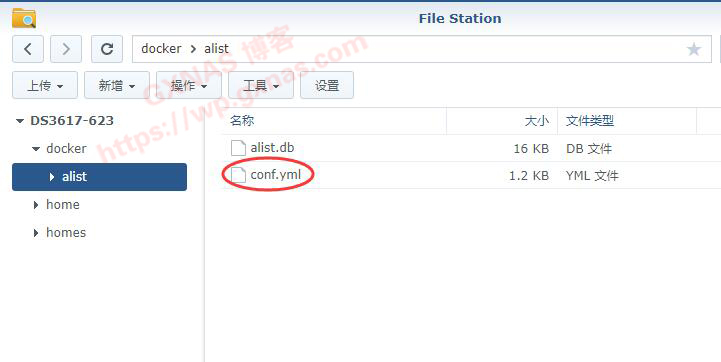 File Station
docker > alist
上传 新增 操作 工具 设置
DS3617-623
docker
alist
home
homes
名称 大小 文件类型
alist.db 16 KB DB 文件
conf.yml 1.2 KB YML 文件
GXNAS 博客
https://wp.gxnas.com